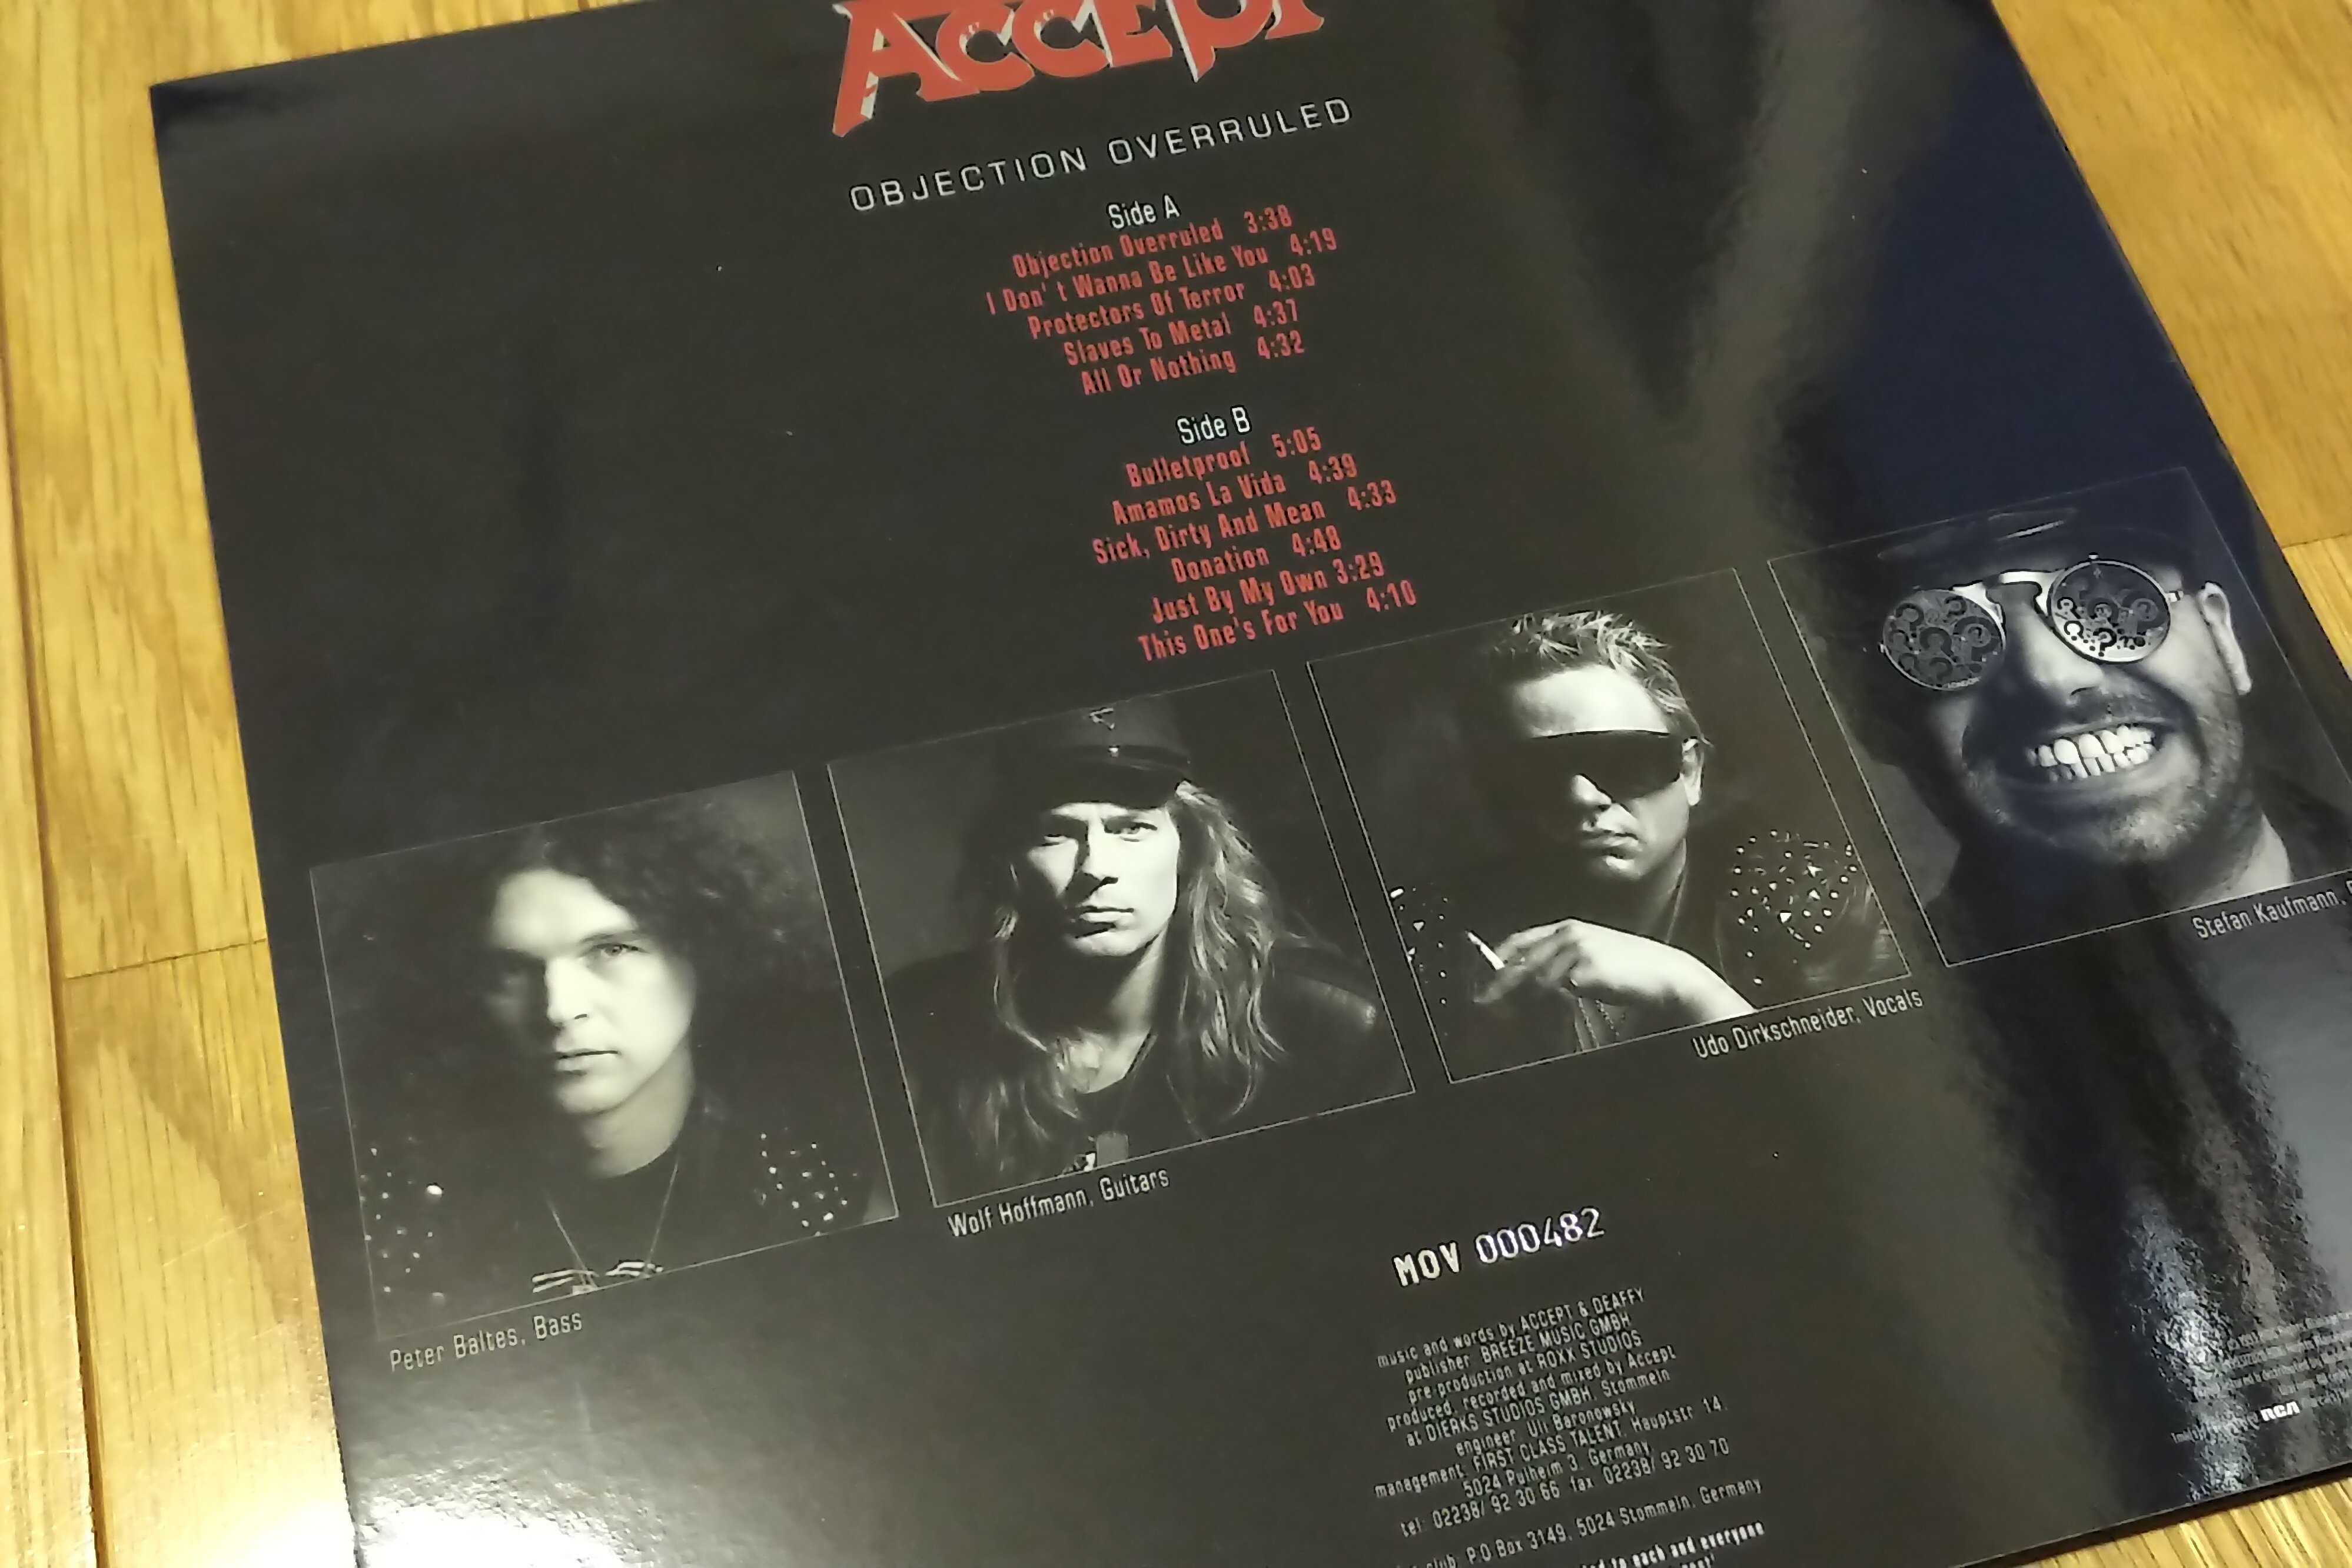 ACCEPT
OBJECTION OVERRULED
Side A
Objection Overruled 3:38
I Don't Wanna Be Like You 4:19
Protectors Of Terror 4:03
Slaves To Metal 4:37
All Or Nothing 4:32
Side B
Bulletproof 5:05
Amamos La Vida 4:39
Sick, Dirty And Mean 4:33
Donation 4:48
Just By My Own 3:29
This One's For You 4:10
Peter Baltes, Bass
Wolf Hoffmann, Guitars
Udo Dirkschneider, Vocals
Stefan Kaufmann,
MOV 000482
music and words by ACCEPT & DEAFFY
publisher BREEZE MUSIC GMBH
pre production at ROXX STUDIOS
produced, recorded and mixed by Accept
at DIERKS STUDIOS GMBH, Stommeln
engineer Uli Baronowsky
management FIRST CLASS TALENT, Hauptstr 14,
5024 Pulheim 3, Germany
tel 02238/ 92 30 66 fax 02238/ 92 30 70
club P.O Box 3149, 5024 Stommeln, Germany
to each and everyone
RCA